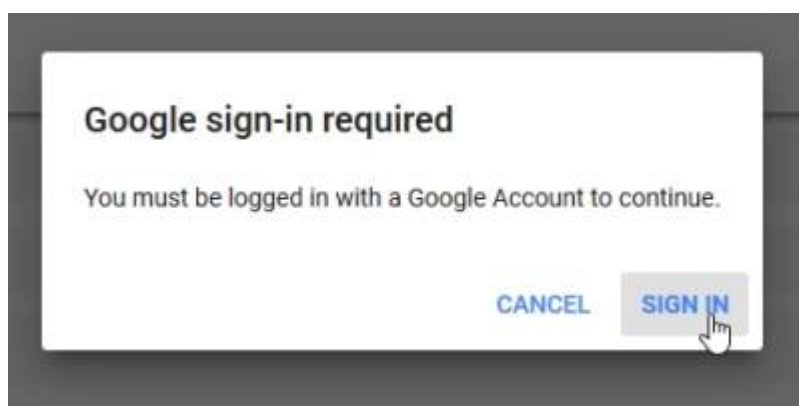 Google sign-in required
You must be logged in with a Google Account to continue.
CANCEL SIGN IN